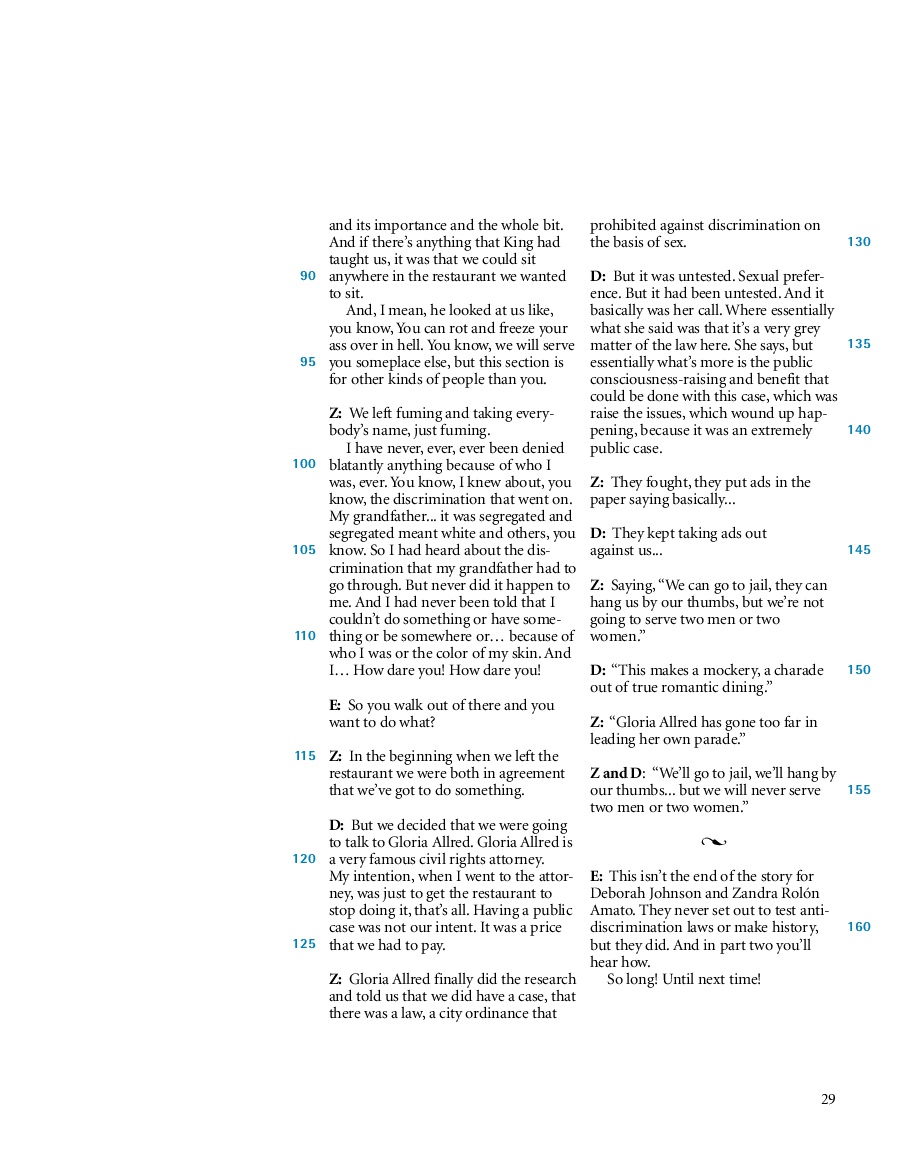 and its importance and the whole bit.
And if there’s anything that King had
taught us, it was that we could sit
90 anywhere in the restaurant we wanted
to sit.
And, I mean, he looked at us like,
you know, You can rot and freeze your
ass over in hell. You know, we will serve
95 you someplace else, but this section is
for other kinds of people than you.
Z: We left fuming and taking every-
body’s name, just fuming.
I have never, ever, ever been denied
100 blatantly anything because of who I
was, ever. You know, I knew about, you
know, the discrimination that went on.
My grandfather... it was segregated and
segregated meant white and others, you
105 know. So I had heard about the dis-
crimination that my grandfather had to
go through. But never did it happen to
me. And I had never been told that I
couldn’t do something or have some-
110 thing or be somewhere or… because of
who I was or the color of my skin. And
I… How dare you! How dare you!
E: So you walk out of there and you
want to do what?
115 Z: In the beginning when we left the
restaurant we were both in agreement
that we’ve got to do something.
D: But we decided that we were going
to talk to Gloria Allred. Gloria Allred is
120 a very famous civil rights attorney.
My intention, when I went to the attor-
ney, was just to get the restaurant to
stop doing it, that’s all. Having a public
case was not our intent. It was a price
125 that we had to pay.
Z: Gloria Allred finally did the research
and told us that we did have a case, that
there was a law, a city ordinance that
prohibited against discrimination on
the basis of sex. 130
D: But it was untested. Sexual prefer-
ence. But it had been untested. And it
basically was her call. Where essentially
what she said was that it’s a very grey
matter of the law here. She says, but 135
essentially what’s more is the public
consciousness-raising and benefit that
could be done with this case, which was
raise the issues, which wound up hap-
pening, because it was an extremely 140
public case.
Z: They fought, they put ads in the
paper saying basically...
D: They kept taking ads out
against us... 145
Z: Saying, “We can go to jail, they can
hang us by our thumbs, but we’re not
going to serve two men or two
women.”
D: “This makes a mockery, a charade 150
out of true romantic dining.”
Z: “Gloria Allred has gone too far in
leading her own parade.”
Z and D: “We’ll go to jail, we’ll hang by
our thumbs... but we will never serve 155
two men or two women.”
E: This isn’t the end of the story for
Deborah Johnson and Zandra Rolón
Amato. They never set out to test anti-
discrimination laws or make history, 160
but they did. And in part two you’ll
hear how.
So long! Until next time!
29